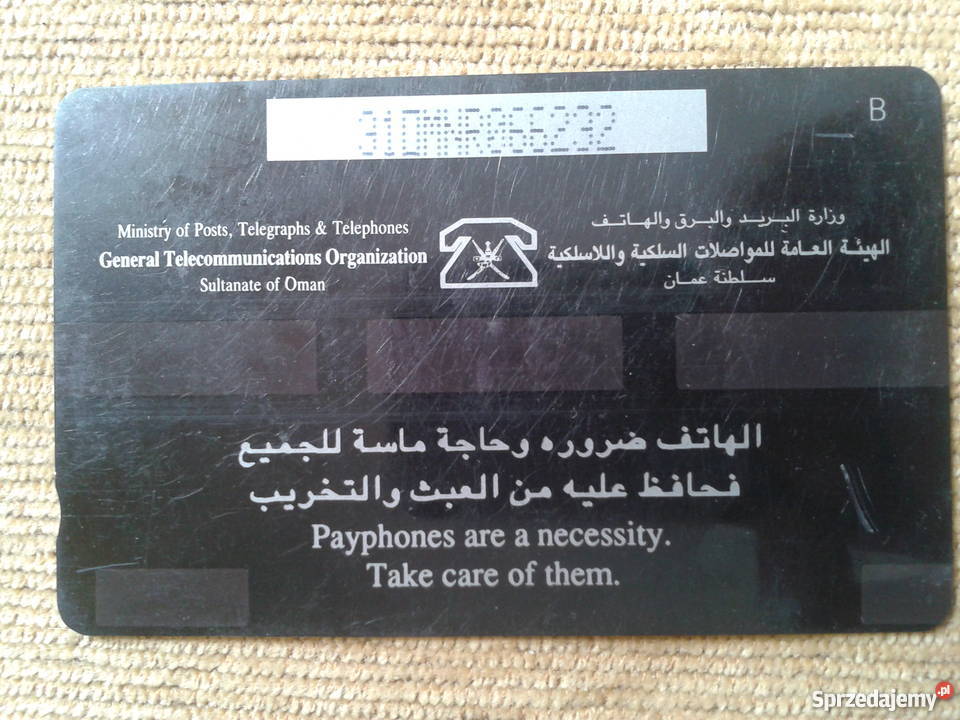 B
Ministry of Posts, Telegraphs & Telephones
General Telecommunications Organization
Sultanate of Oman
وزارة البريد والبرق والهاتف
الهيئة العامة للمواصلات السلكية واللاسلكية
سلطنة عمان
الهاتف ضروره وحاجة ماسة للجميع
فحافظ عليه من العبث والتخريب
Payphones are a necessity.
Take care of them.
Sprzedajemy.pl